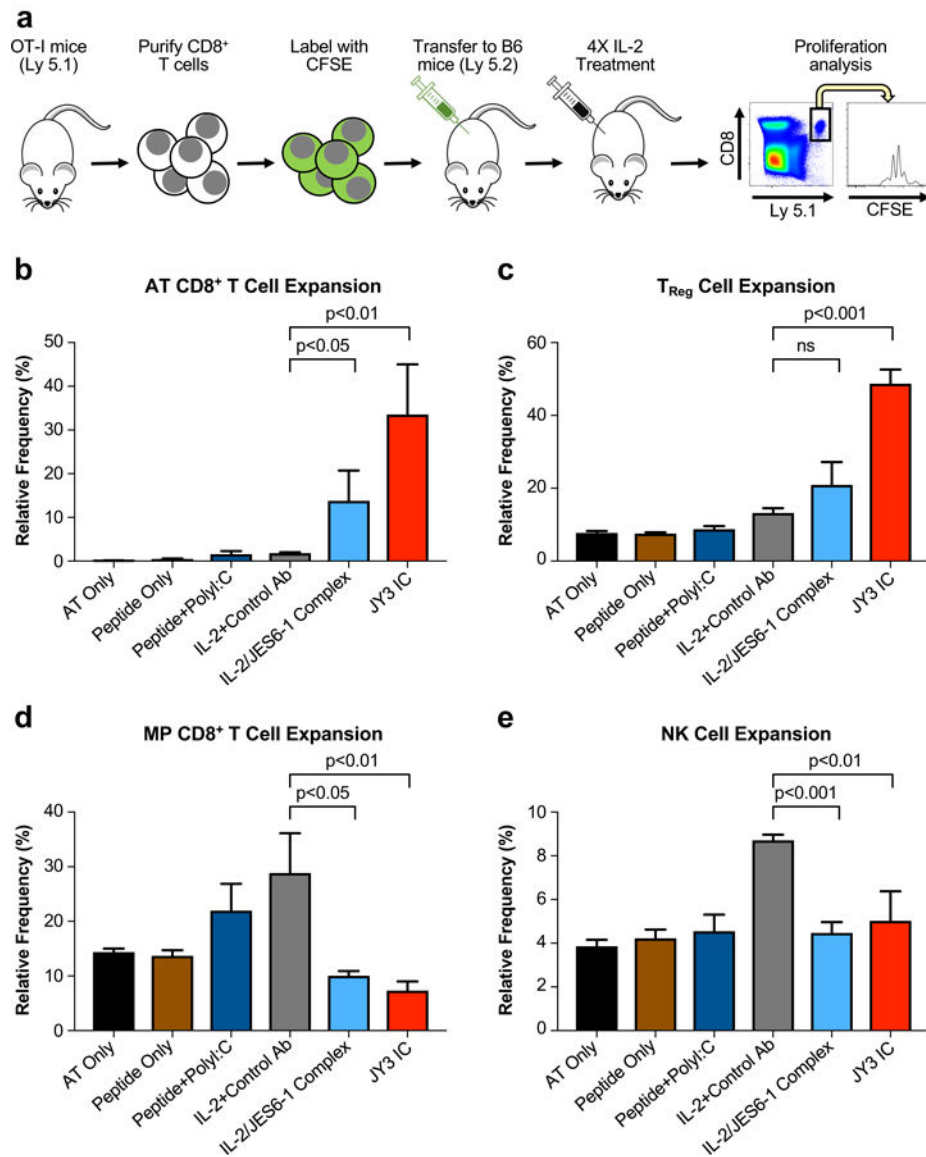 a
OT-I mice
(Ly 5.1)
Purify CD8⁺
T cells
Label with
CFSE
Transfer to B6
mice (Ly 5.2)
4X IL-2
Treatment
Proliferation
analysis
CD8
Ly 5.1
CFSE
b
AT CD8⁺ T Cell Expansion
p<0.01
p<0.05
Relative Frequency (%)
50
40
30
20
10
0
AT Only
Peptide Only
Peptide+PolyI:C
IL-2+Control Ab
IL-2/JES6-1 Complex
JY3 IC
c
T_Reg Cell Expansion
p<0.001
ns
Relative Frequency (%)
60
40
20
0
AT Only
Peptide Only
Peptide+PolyI:C
IL-2+Control Ab
IL-2/JES6-1 Complex
JY3 IC
d
MP CD8⁺ T Cell Expansion
p<0.01
p<0.05
Relative Frequency (%)
40
30
20
10
0
AT Only
Peptide Only
Peptide+PolyI:C
IL-2+Control Ab
IL-2/JES6-1 Complex
JY3 IC
e
NK Cell Expansion
p<0.01
p<0.001
Relative Frequency (%)
10
8
6
4
2
0
AT Only
Peptide Only
Peptide+PolyI:C
IL-2+Control Ab
IL-2/JES6-1 Complex
JY3 IC